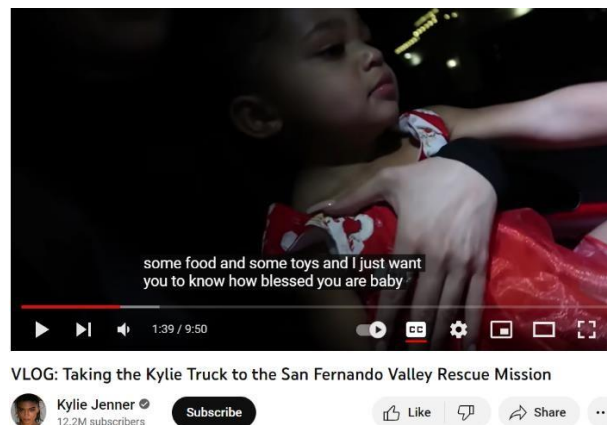 some food and some toys and I just want
you to know how blessed you are baby
1:39 / 9:50
CC
VLOG: Taking the Kylie Truck to the San Fernando Valley Rescue Mission
Kylie Jenner
12.2M subscribers
Subscribe
Like
Share